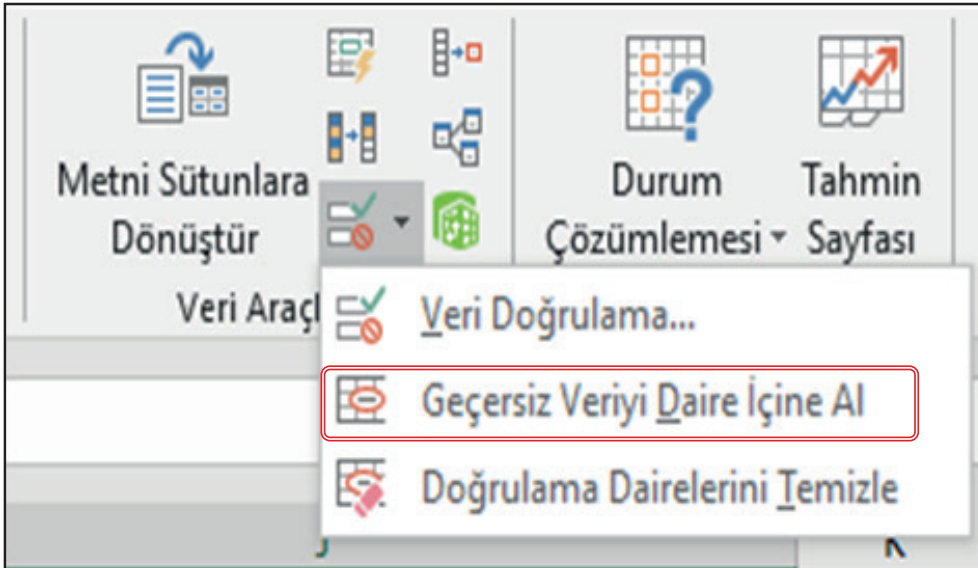 Metni Sütunlara
Dönüştür
Durum
Çözümlemesi
Tahmin
Sayfası
Veri Araçl
Veri Doğrulama...
Geçersiz Veriyi Daire İçine Al
Doğrulama Dairelerini Temizle